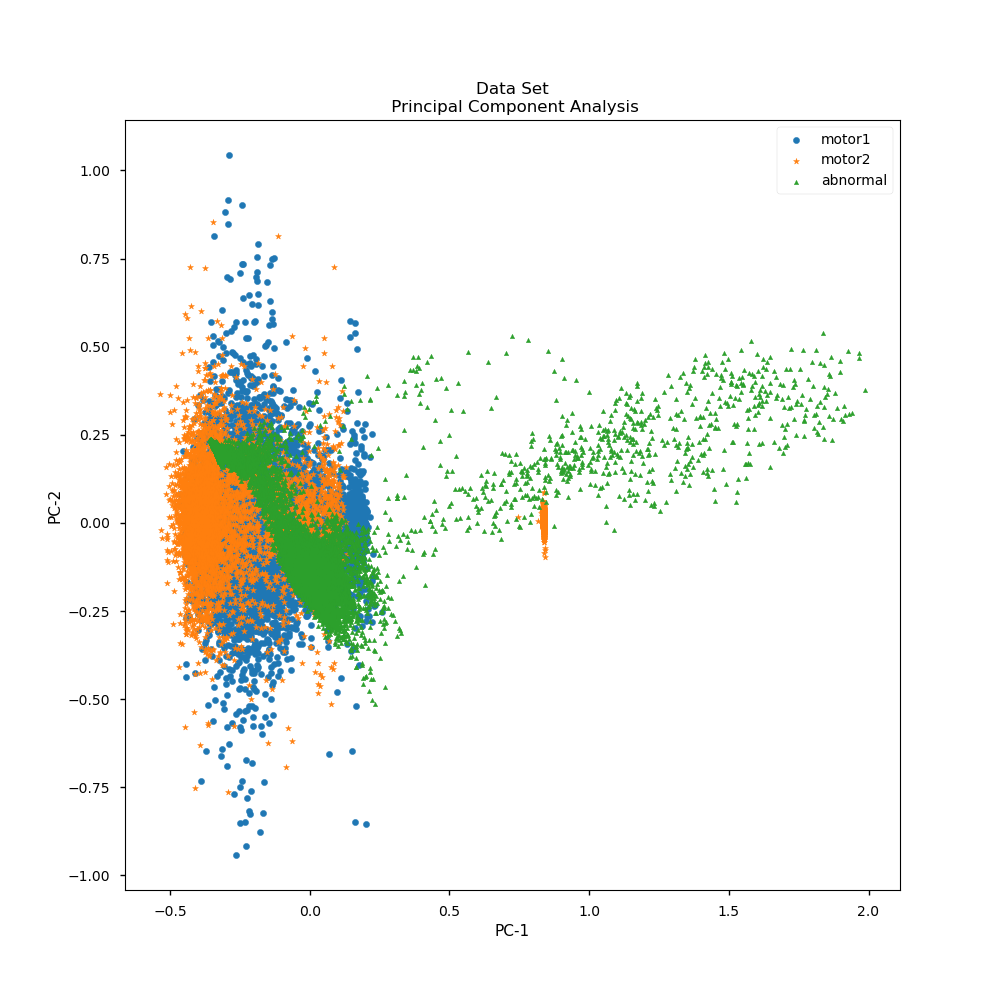 Data Set
Principal Component Analysis
motor1
motor2
abnormal
1.00
0.75
0.50
0.25
0.00
−0.25
−0.50
−0.75
−1.00
PC-2
−0.5
0.0
0.5
1.0
1.5
2.0
PC-1